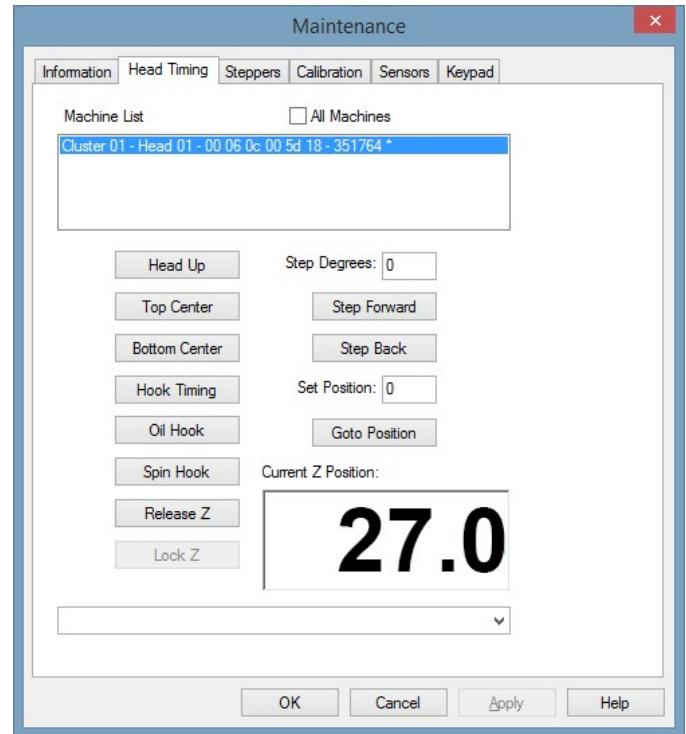 Maintenance
Information Head Timing Steppers Calibration Sensors Keypad
Machine List All Machines
Cluster 01 - Head 01 - 00 06 0c 00 5d 18 - 351764 *
Head Up Step Degrees: 0
Top Center Step Forward
Bottom Center Step Back
Hook Timing Set Position: 0
Oil Hook Goto Position
Spin Hook Current Z Position:
Release Z 27.0
Lock Z
OK Cancel Apply Help